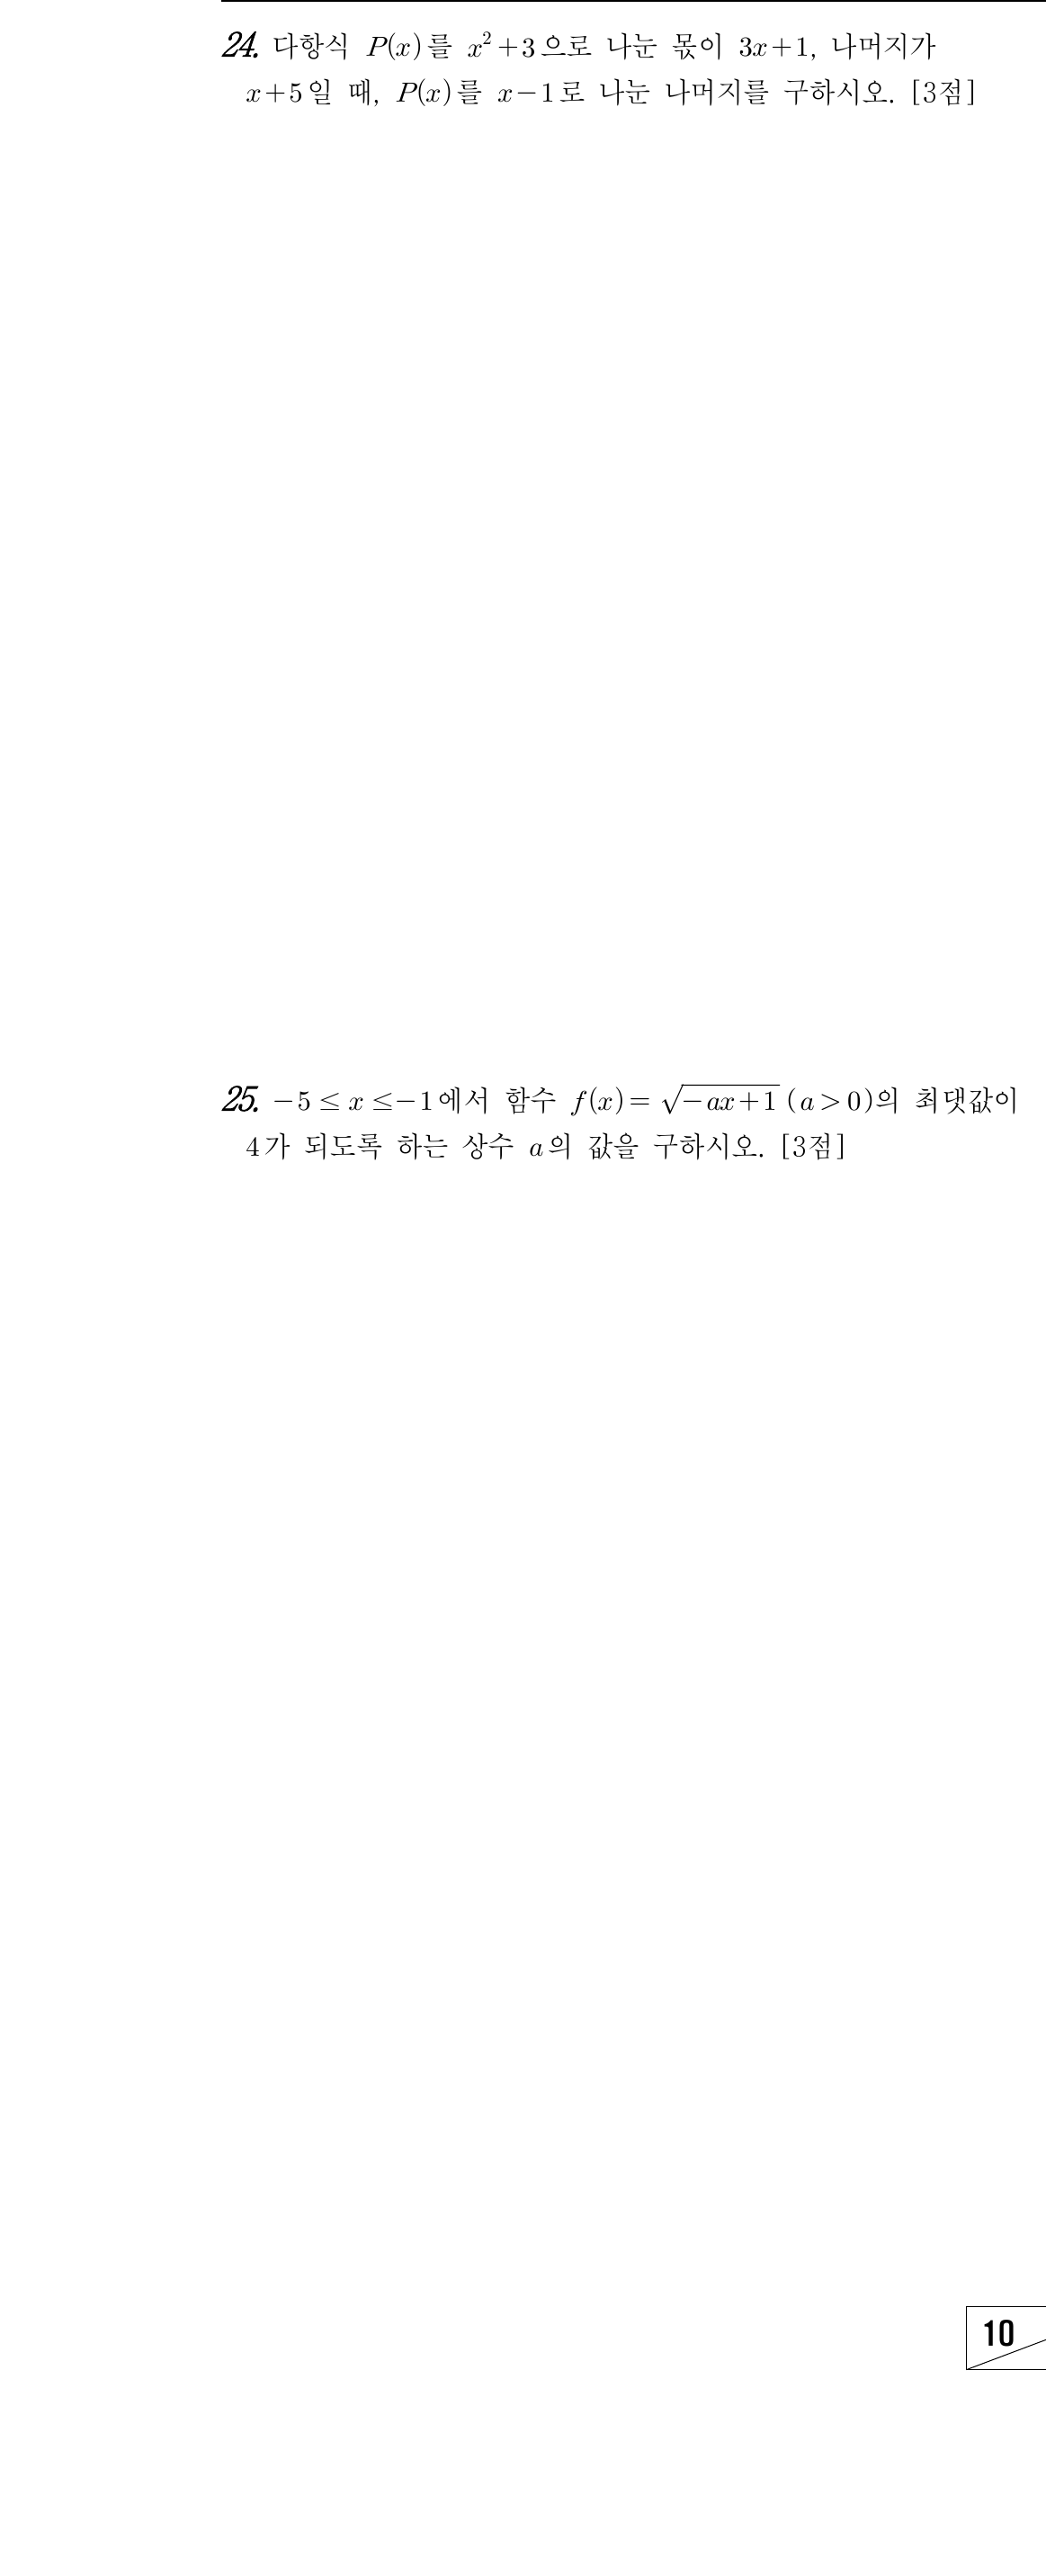 24. 다항식 P(x)를 x²+3으로 나눈 몫이 3x+1, 나머지가
x+5일 때, P(x)를 x-1로 나눈 나머지를 구하시오. [3점]
25. -5≤x≤-1에서 함수 f(x)=√(-ax+1) (a>0)의 최댓값이
4가 되도록 하는 상수 a의 값을 구하시오. [3점]
10